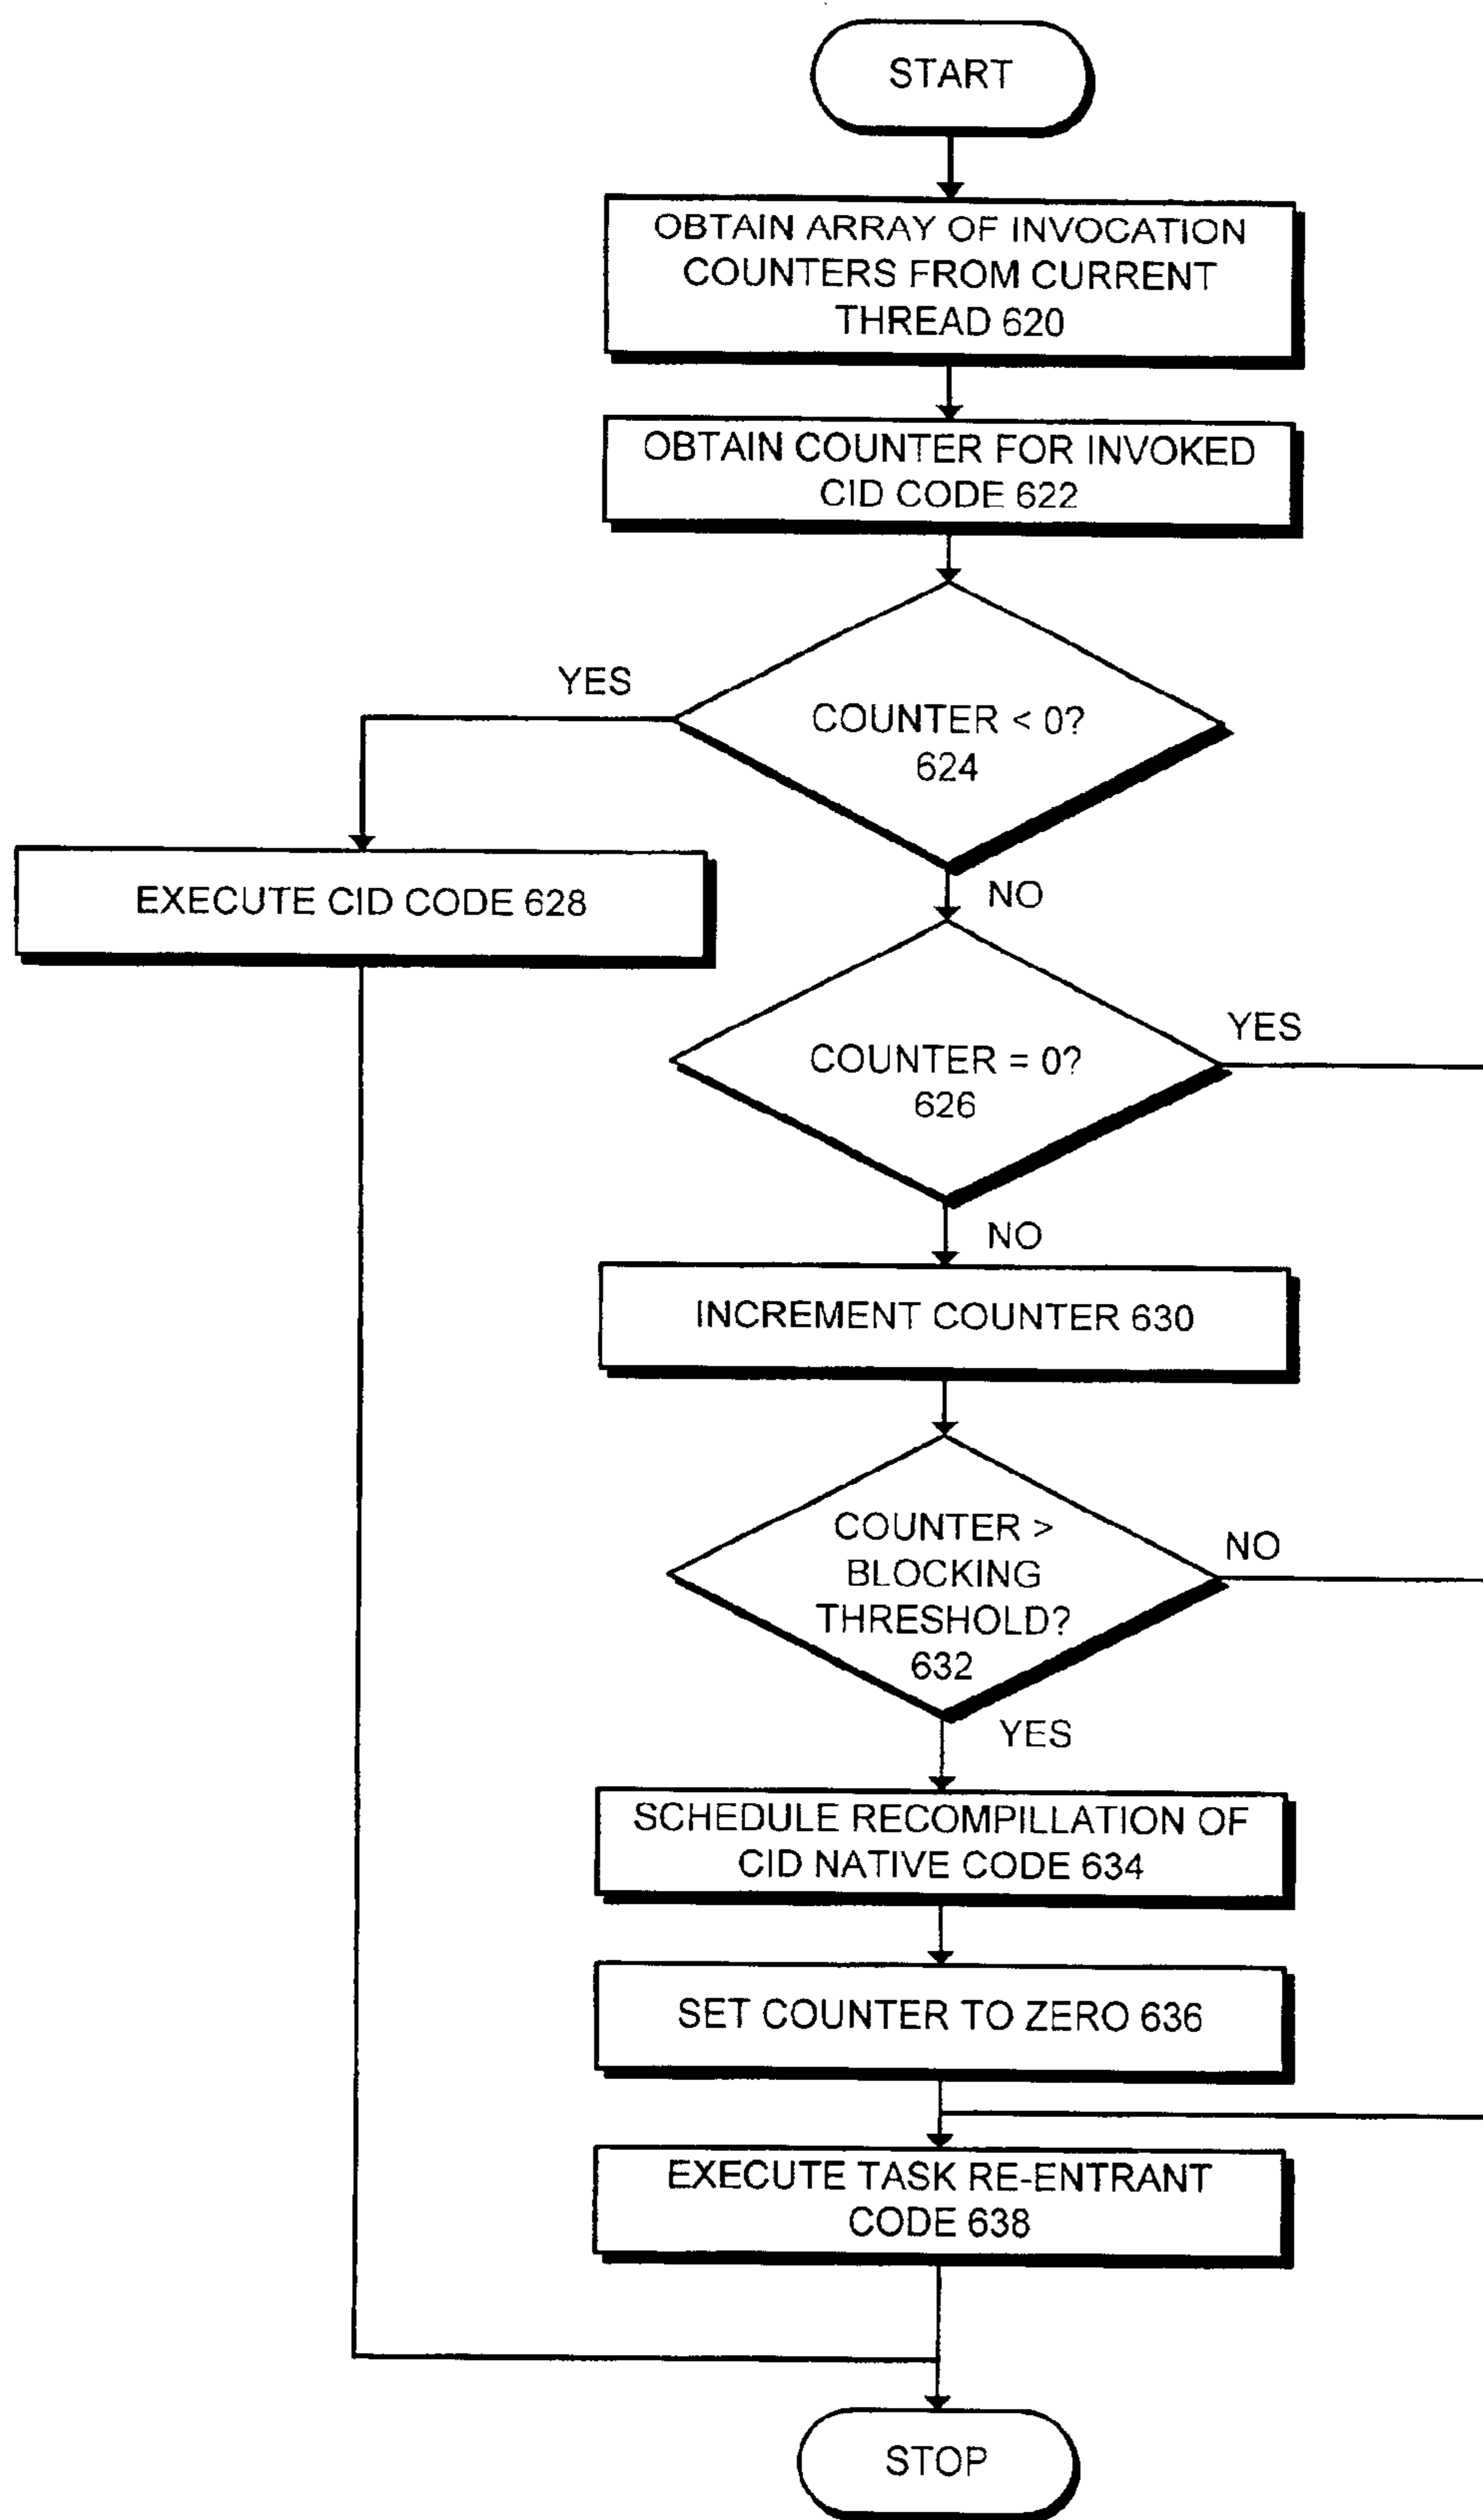 START
OBTAIN ARRAY OF INVOCATION
COUNTERS FROM CURRENT
THREAD 620
OBTAIN COUNTER FOR INVOKED
CID CODE 622
YES
COUNTER < 0?
624
NO
EXECUTE CID CODE 628
YES
COUNTER = 0?
626
NO
INCREMENT COUNTER 630
COUNTER >
BLOCKING
THRESHOLD?
632
NO
YES
SCHEDULE RECOMPILLATION OF
CID NATIVE CODE 634
SET COUNTER TO ZERO 636
EXECUTE TASK RE-ENTRANT
CODE 638
STOP